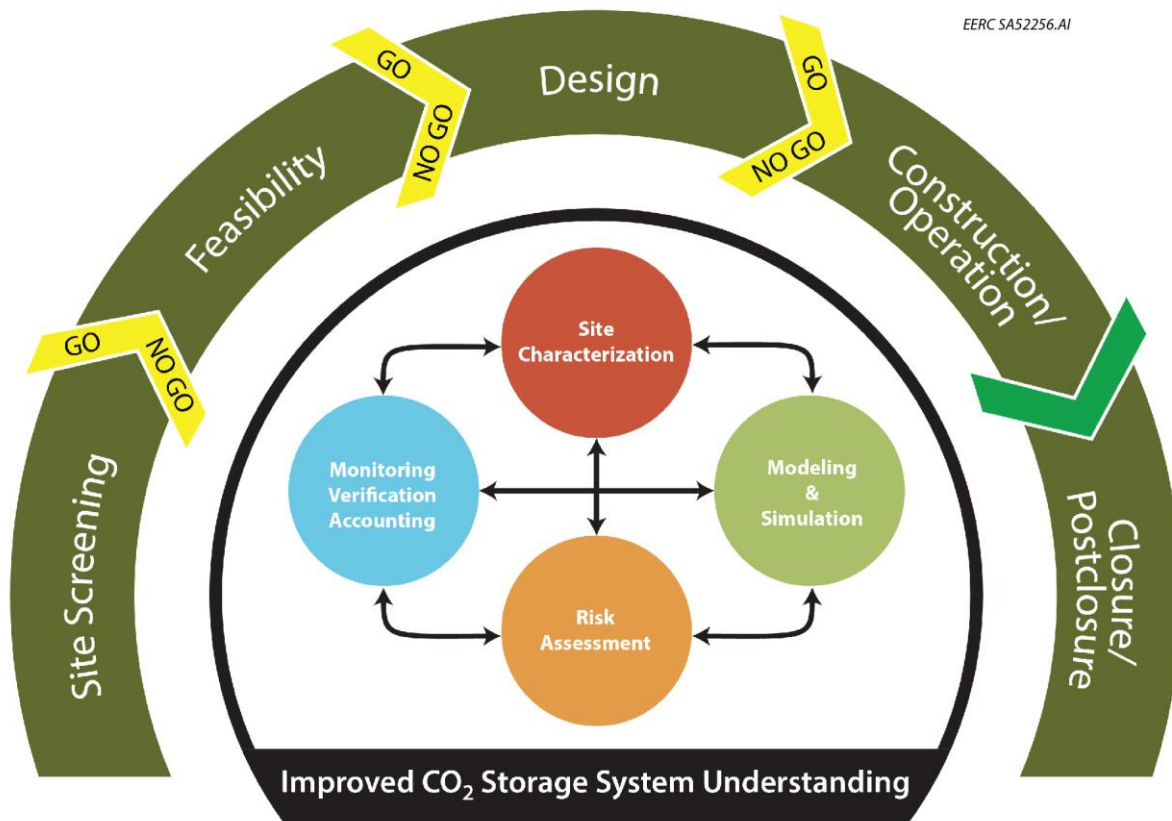 EERC SA52256.AI
Site Screening
GO
NO GO
Feasibility
GO
NO GO
Design
GO
NO GO
Construction/
Operation
Closure/
Postclosure
Site
Characterization
Monitoring
Verification
Accounting
Modeling
&
Simulation
Risk
Assessment
Improved CO₂ Storage System Understanding